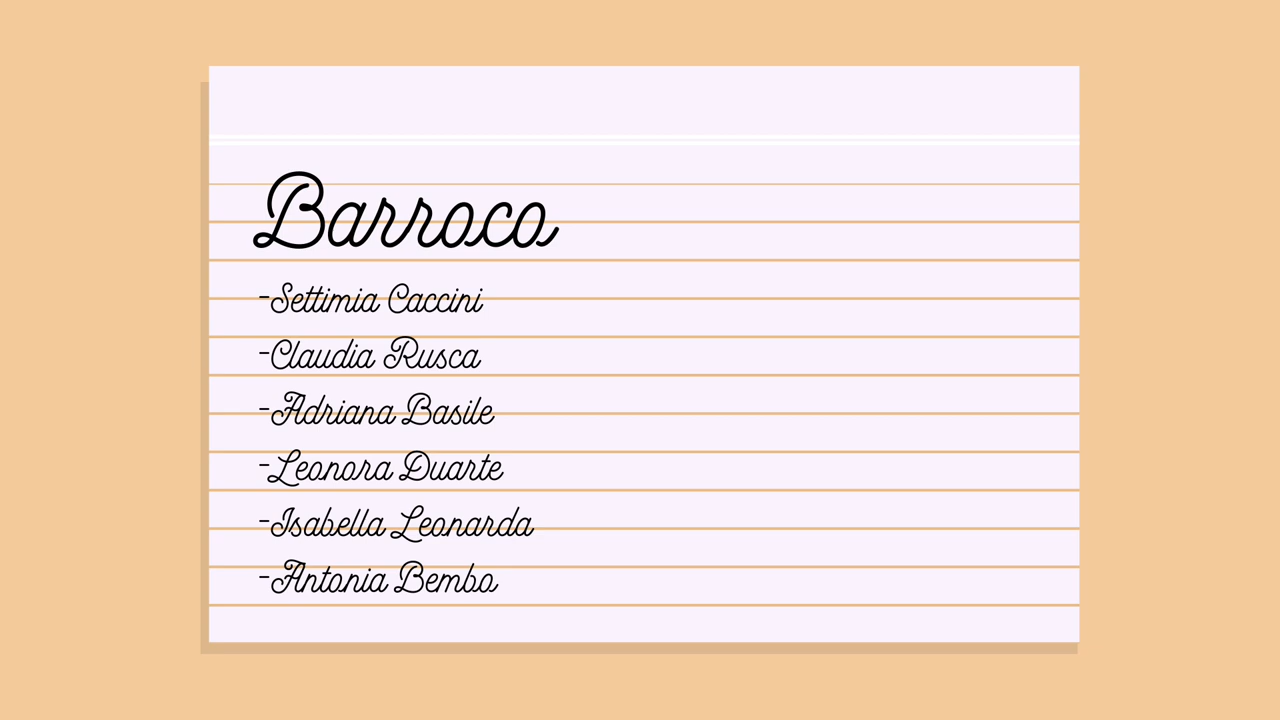 Barroco
-Settimia Caccini
-Claudia Rusca
-Adriana Basile
-Leonora Duarte
-Isabella Leonarda
-Antonia Bembo